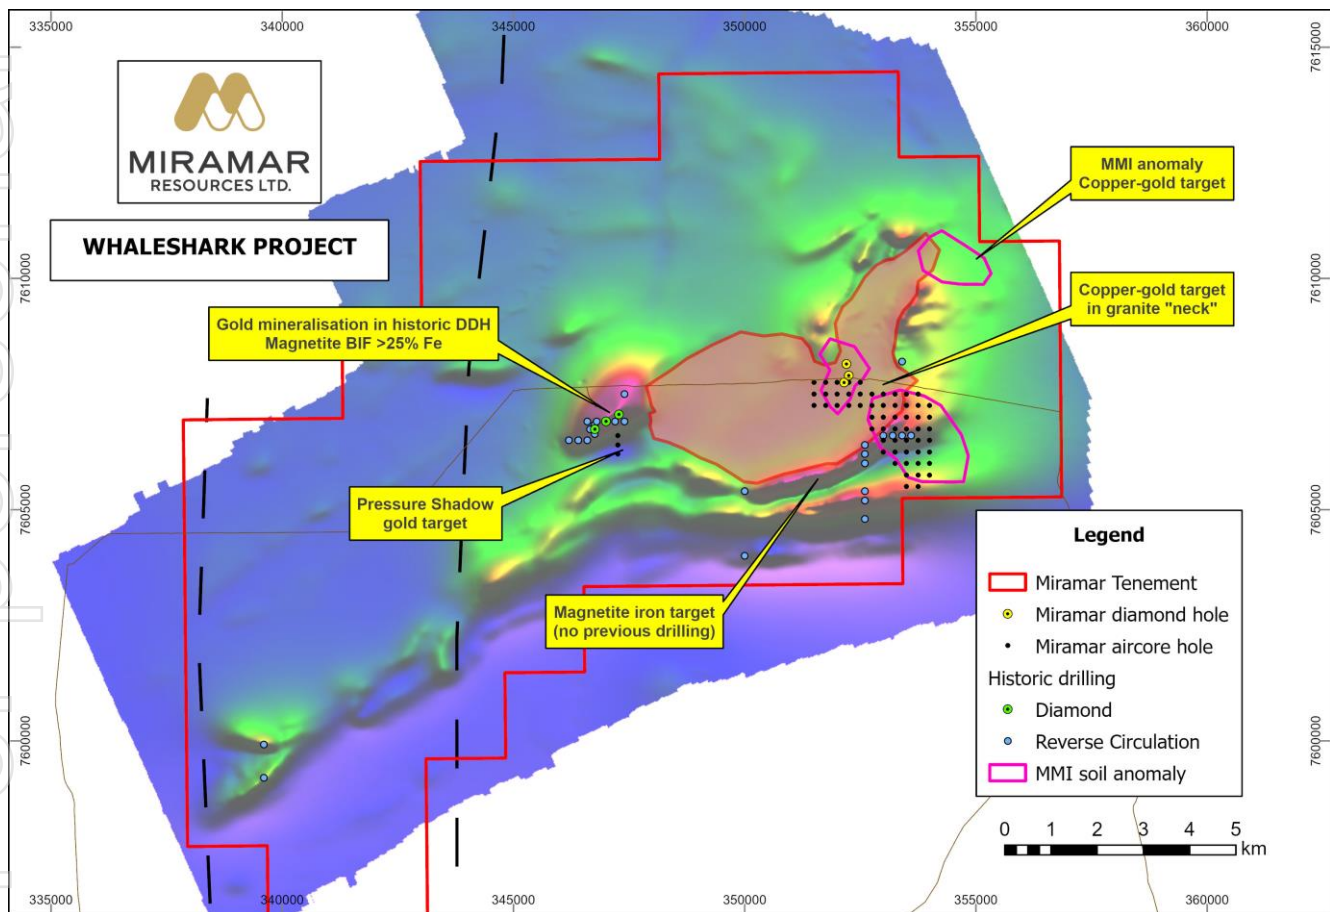 335000
340000
345000
350000
355000
360000
7615000
7615000
MIRAMAR
RESOURCES LTD.
WHALESHARK PROJECT
MMI anomaly
Copper-gold target
7610000
7610000
Copper-gold target
in granite "neck"
Gold mineralisation in historic DDH
Magnetite BIF >25% Fe
Pressure Shadow
gold target
7605000
7605000
Magnetite iron target
(no previous drilling)
Legend
Miramar Tenement
Miramar diamond hole
Miramar aircore hole
Historic drilling
Diamond
Reverse Circulation
MMI soil anomaly
7600000
7600000
0 1 2 3 4 5
km
335000
340000
345000
350000
355000
360000